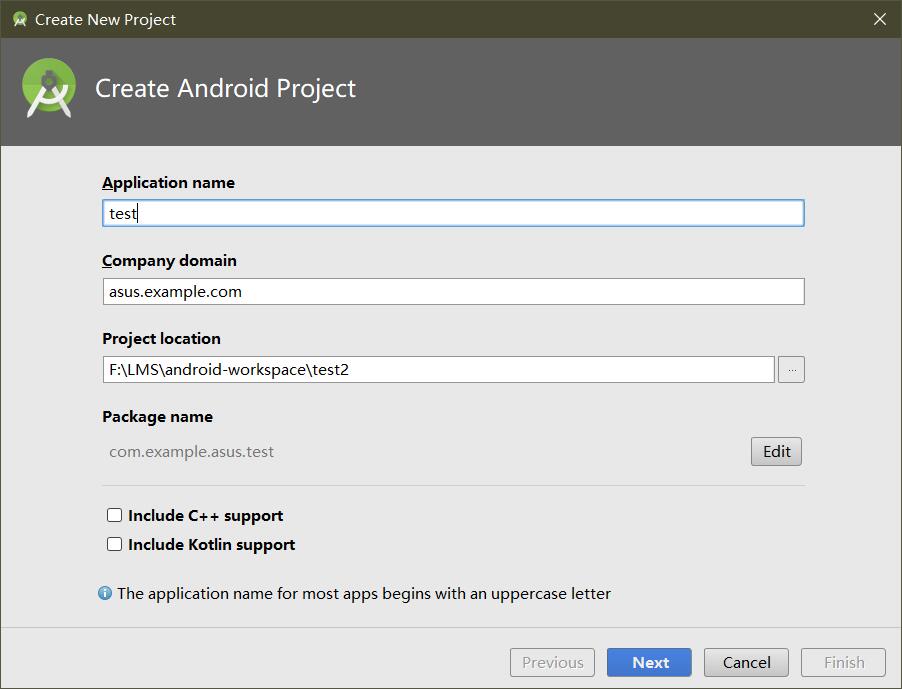 Create New Project
Create Android Project
Application name
test
Company domain
asus.example.com
Project location
F:\LMS\android-workspace\test2
...
Package name
com.example.asus.test
Edit
Include C++ support
Include Kotlin support
The application name for most apps begins with an uppercase letter
Previous Next Cancel Finish